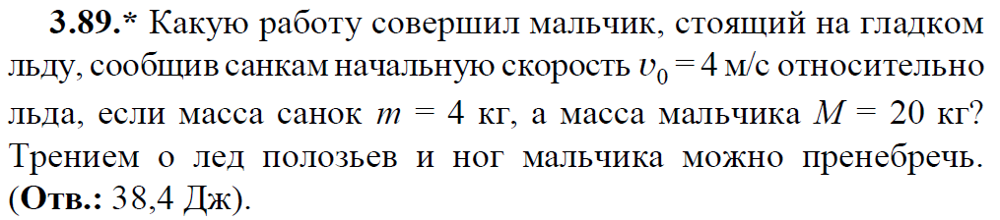 3.89.* Какую работу совершил мальчик, стоящий на гладком
льду, сообщив санкам начальную скорость v₀ = 4 м/с относительно
льда, если масса санок m = 4 кг, а масса мальчика M = 20 кг?
Трением о лед полозьев и ног мальчика можно пренебречь.
(Отв.: 38,4 Дж).